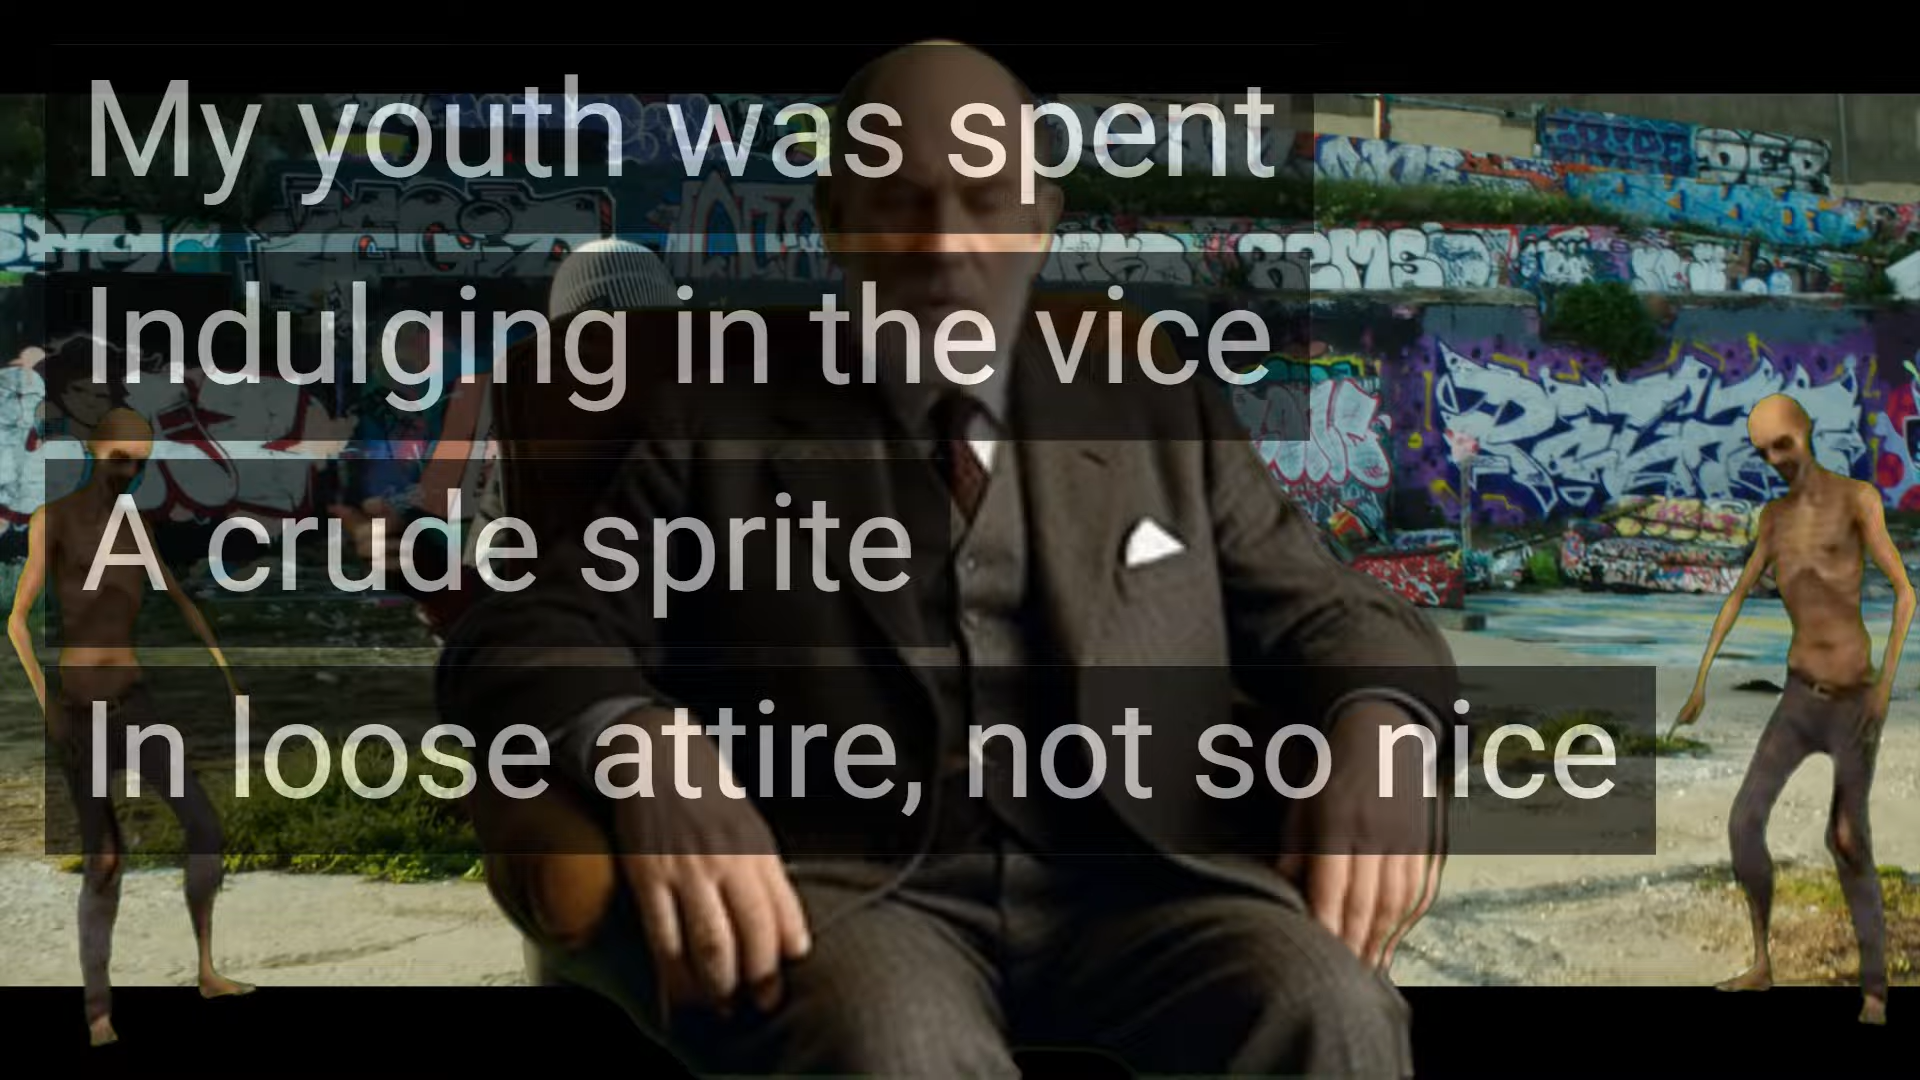 My youth was spent
Indulging in the vice
A crude sprite
In loose attire, not so nice